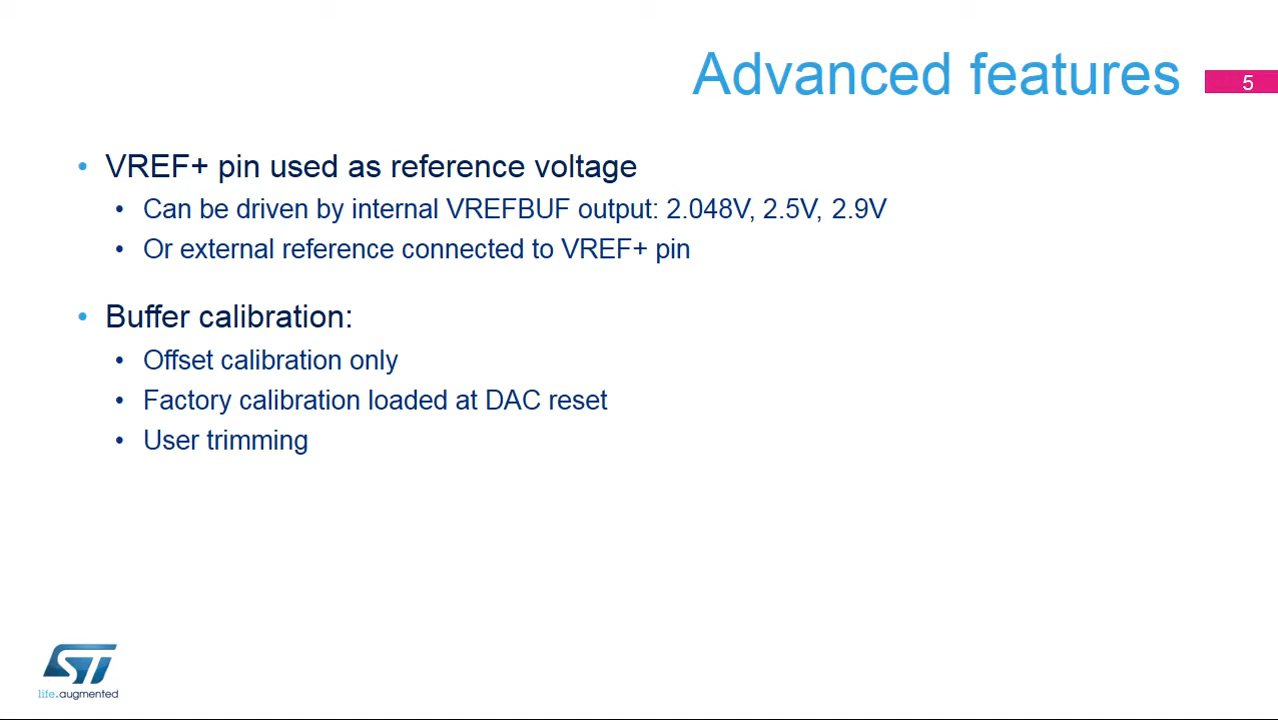 Advanced features
5
• VREF+ pin used as reference voltage
• Can be driven by internal VREFBUF output: 2.048V, 2.5V, 2.9V
• Or external reference connected to VREF+ pin
• Buffer calibration:
• Offset calibration only
• Factory calibration loaded at DAC reset
• User trimming
ST
life.augmented